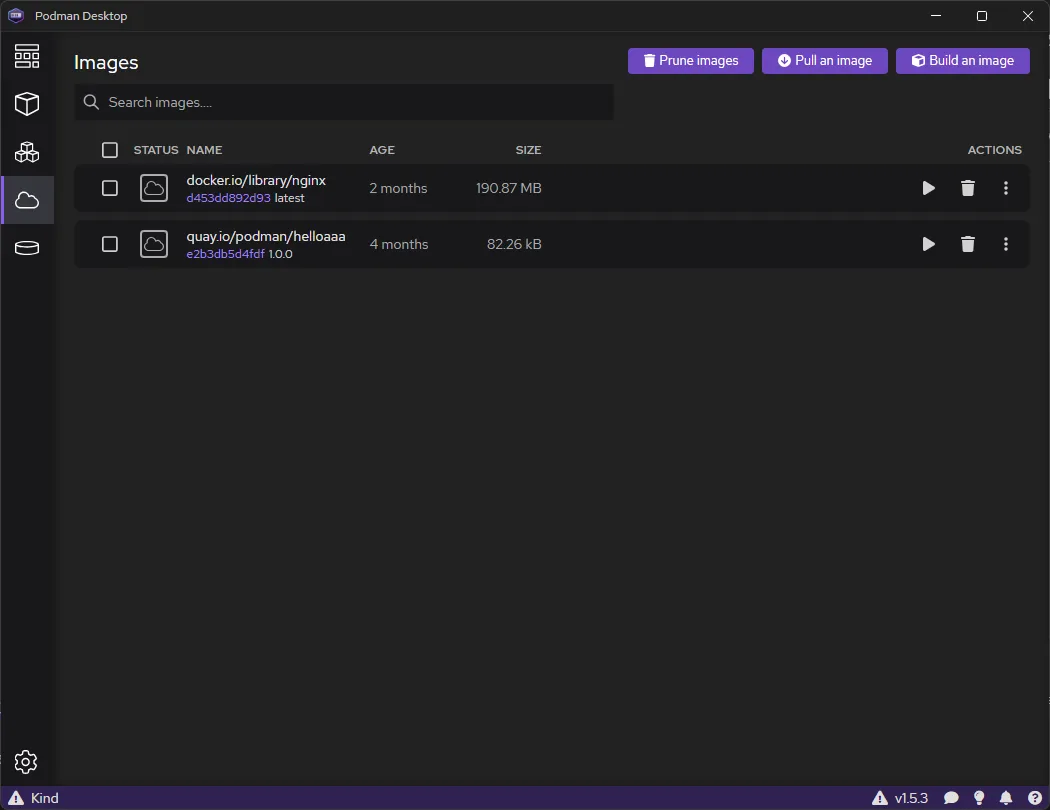 Podman Desktop
Images
Prune images
Pull an image
Build an image
Search images....
STATUS NAME AGE SIZE ACTIONS
docker.io/library/nginx
d453dd892d93 latest
2 months 190.87 MB
quay.io/podman/helloaaa
e2b3db5d4fdf 1.0.0
4 months 82.26 kB
Kind
v1.5.3